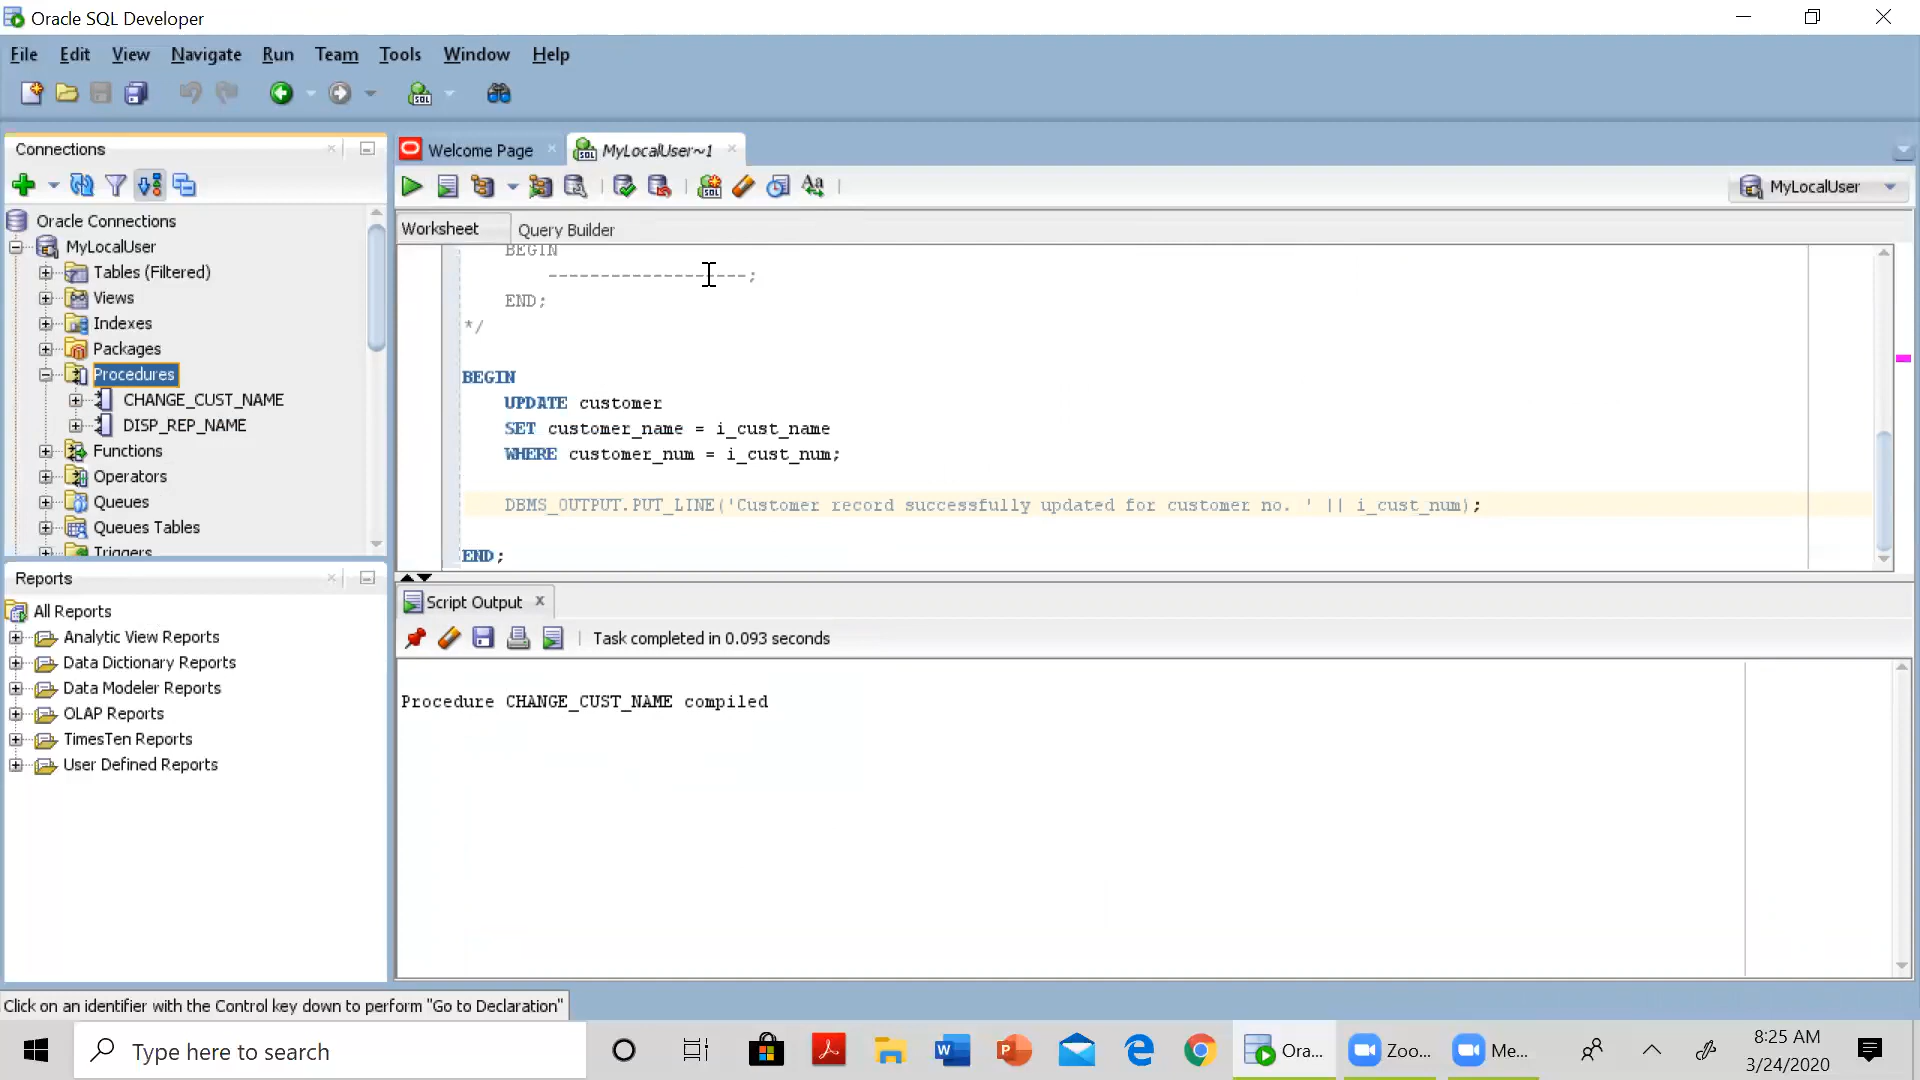 Oracle SQL Developer
File Edit View Navigate Run Team Tools Window Help
Connections
Welcome Page
MyLocalUser~1
MyLocalUser
Worksheet
Query Builder
Oracle Connections
MyLocalUser
Tables (Filtered)
Views
Indexes
Packages
Procedures
CHANGE_CUST_NAME
DISP_REP_NAME
Functions
Operators
Queues
Queues Tables
Triggers
BEGIN
-------------------;
END;
*/
BEGIN
UPDATE customer
SET customer_name = i_cust_name
WHERE customer_num = i_cust_num;
DBMS_OUTPUT.PUT_LINE('Customer record successfully updated for customer no. ' || i_cust_num);
END;
Reports
All Reports
Analytic View Reports
Data Dictionary Reports
Data Modeler Reports
OLAP Reports
TimesTen Reports
User Defined Reports
Script Output
Task completed in 0.093 seconds
Procedure CHANGE_CUST_NAME compiled
Click on an identifier with the Control key down to perform "Go to Declaration"
Type here to search
Ora...
Zoo...
Me...
8:25 AM
3/24/2020